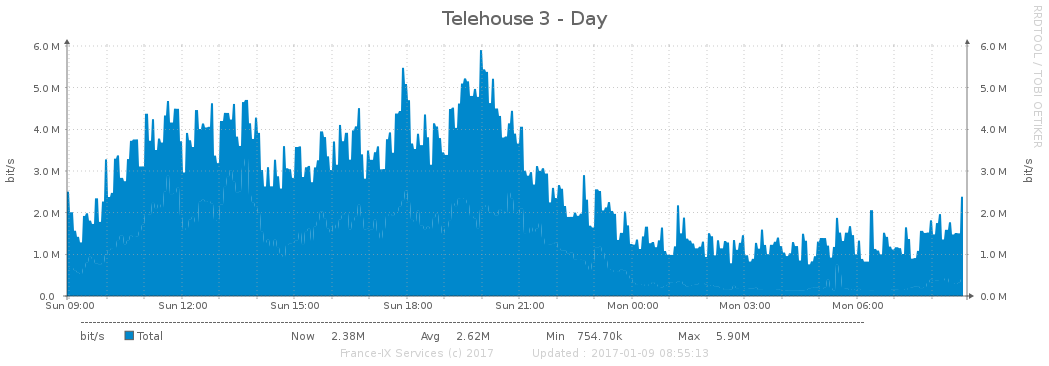 Telehouse 3 - Day
RRDTOOL / TOBI OETIKER
6.0 M 6.0 M
5.0 M 5.0 M
4.0 M 4.0 M
3.0 M 3.0 M
2.0 M 2.0 M
1.0 M 1.0 M
0.0 0.0 M
bit/s bit/s
Sun 09:00 Sun 12:00 Sun 15:00 Sun 18:00 Sun 21:00 Mon 00:00 Mon 03:00 Mon 06:00
bit/s Total Now 2.38M Avg 2.62M Min 754.70k Max 5.90M
France-IX Services (c) 2017 Updated : 2017-01-09 08:55:13